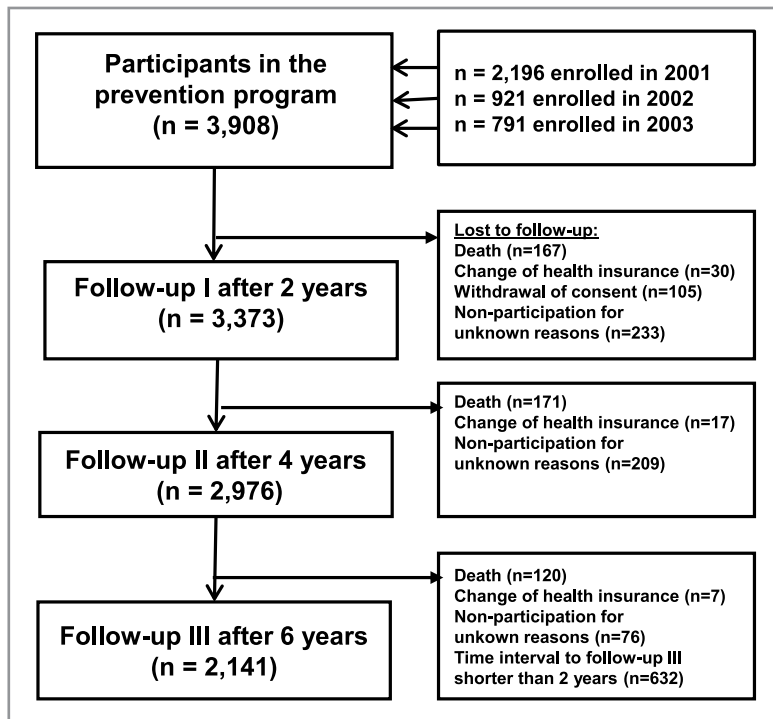 Participants in the
prevention program
(n = 3,908)
n = 2,196 enrolled in 2001
n = 921 enrolled in 2002
n = 791 enrolled in 2003
Lost to follow-up:
Death (n=167)
Change of health insurance (n=30)
Withdrawal of consent (n=105)
Non-participation for
unknown reasons (n=233)
Follow-up I after 2 years
(n = 3,373)
Death (n=171)
Change of health insurance (n=17)
Non-participation for
unknown reasons (n=209)
Follow-up II after 4 years
(n = 2,976)
Death (n=120)
Change of health insurance (n=7)
Non-participation for
unkown reasons (n=76)
Time interval to follow-up III
shorter than 2 years (n=632)
Follow-up III after 6 years
(n = 2,141)